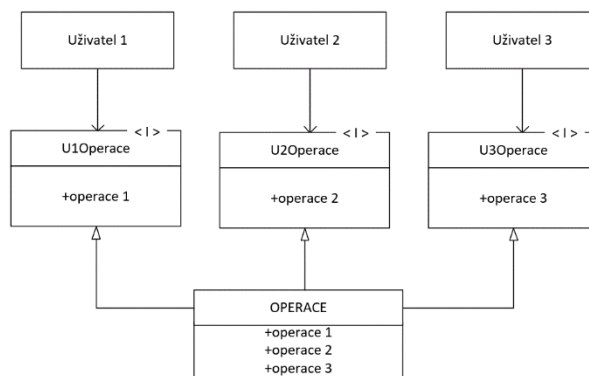 Uživatel 1
Uživatel 2
Uživatel 3
< I >
< I >
< I >
U1Operace
U2Operace
U3Operace
+operace 1
+operace 2
+operace 3
OPERACE
+operace 1
+operace 2
+operace 3